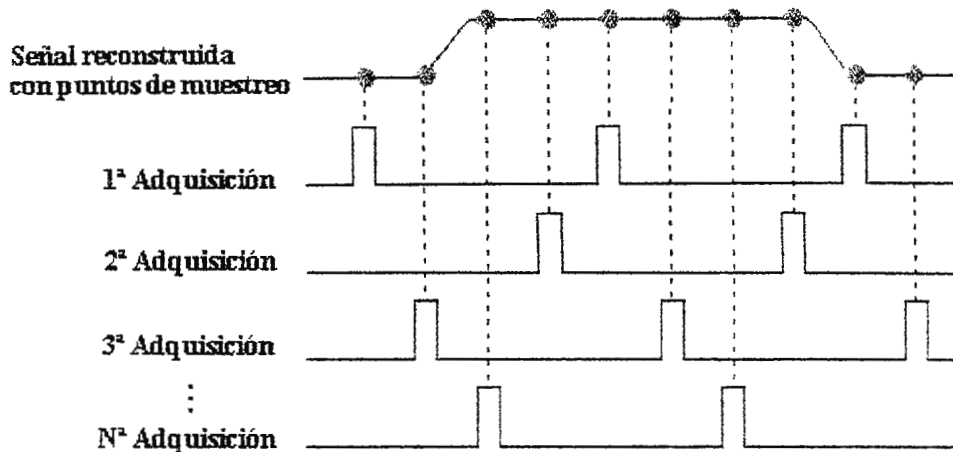 Señal reconstruida
con puntos de muestreo
1ª Adquisición
2ª Adquisición
3ª Adquisición
⋮
Nª Adquisición